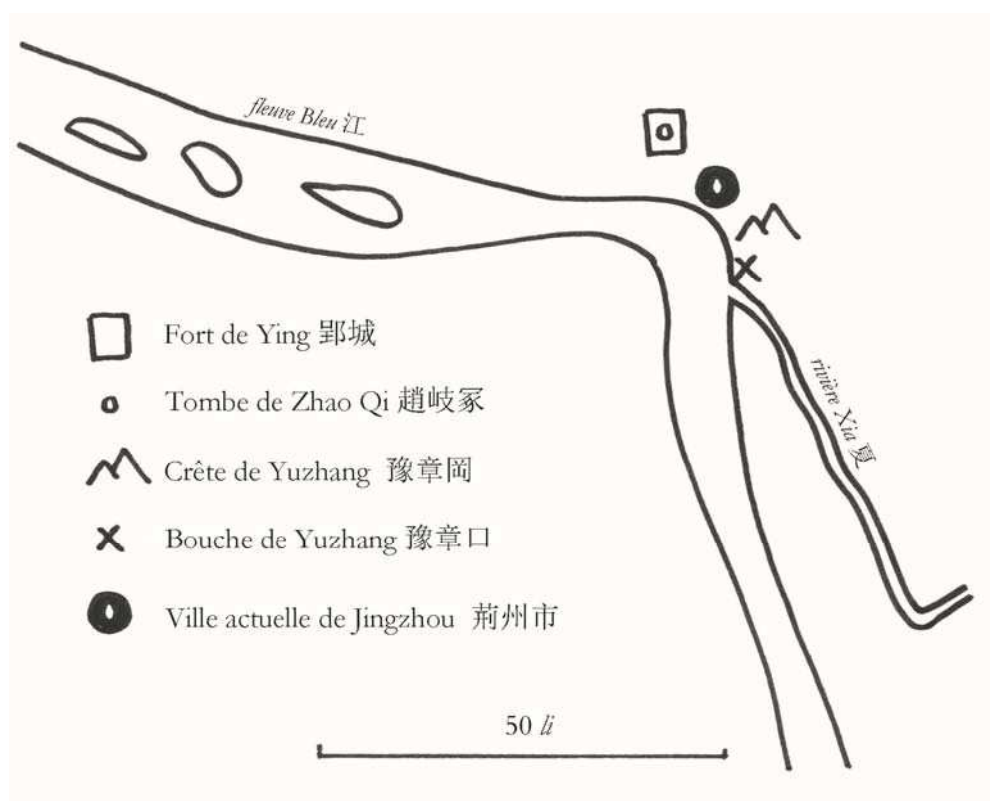 fleuve Bleu 江
rivière Xia 夏
Fort de Ying 郢城
Tombe de Zhao Qi 趙岐冢
Crête de Yuzhang 豫章岡
Bouche de Yuzhang 豫章口
Ville actuelle de Jingzhou 荊州市
50 li